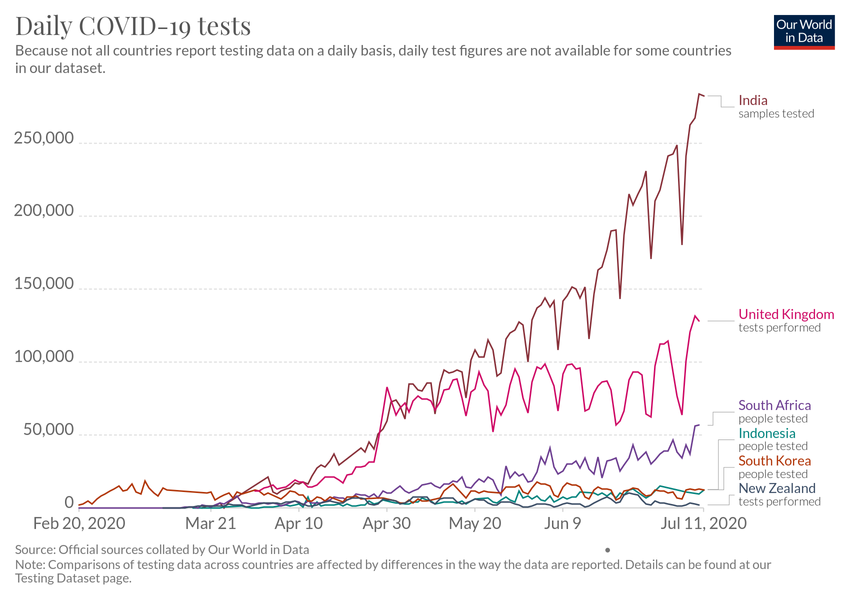 Daily COVID-19 tests
Our World
in Data
Because not all countries report testing data on a daily basis, daily test figures are not available for some countries
in our dataset.
India
samples tested
250,000
200,000
150,000
United Kingdom
tests performed
100,000
South Africa
people tested
50,000
Indonesia
people tested
South Korea
people tested
New Zealand
tests performed
0
Feb 20, 2020
Mar 21
Apr 10
Apr 30
May 20
Jun 9
Jul 11, 2020
Source: Official sources collated by Our World in Data
Note: Comparisons of testing data across countries are affected by differences in the way the data are reported. Details can be found at our
Testing Dataset page.